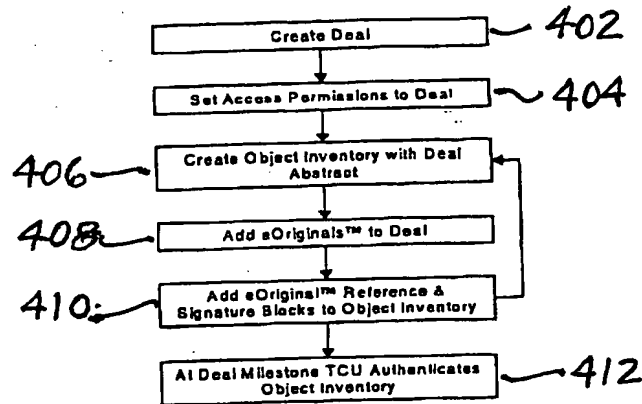 Create Deal
402
Set Access Permissions to Deal
404
406
Create Object Inventory with Deal
Abstract
408
Add eOriginals™ to Deal
410
Add eOriginal™ Reference &
Signature Blocks to Object Inventory
At Deal Milestone TCU Authenticates
Object Inventory
412